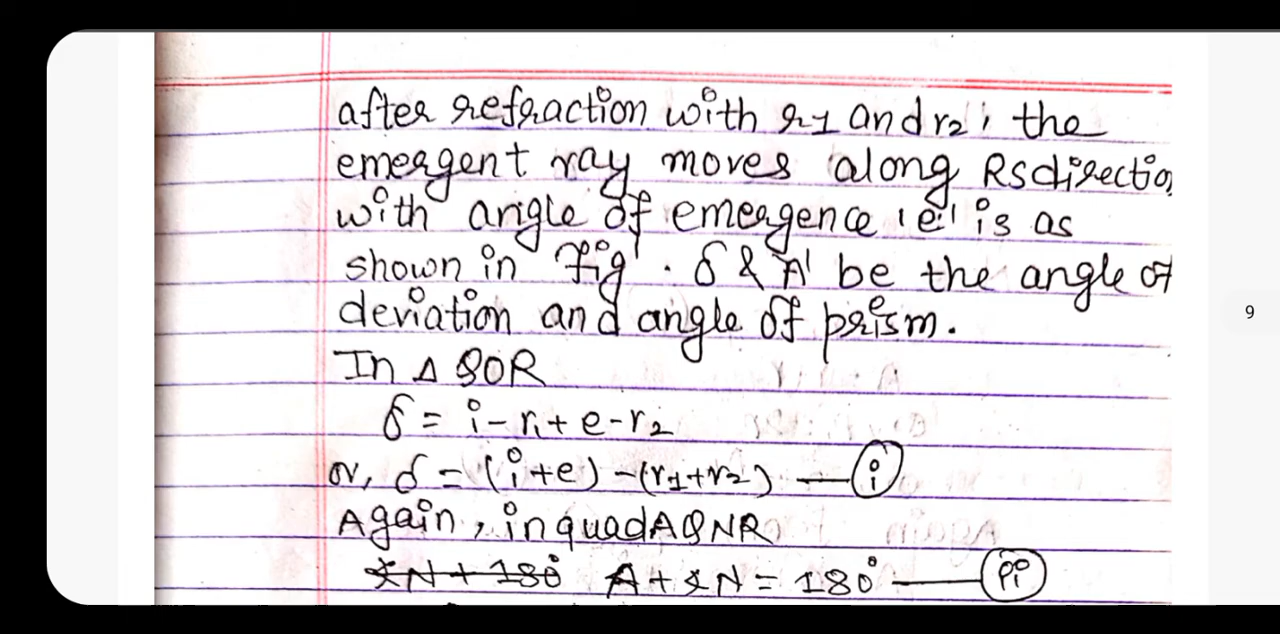 after refraction with r1 and r2, the
emergent ray moves along RS directio
with angle of emergence 'e' is as
shown in fig'. δ & 'A' be the angle of
deviation and angle of prism.
In Δ QOR
δ = i - r1 + e - r2
or, δ = (i+e) - (r1+r2) — (i)
Again, in quad AQNR
∠N + 180° A + ∠N = 180° — (ii)
9